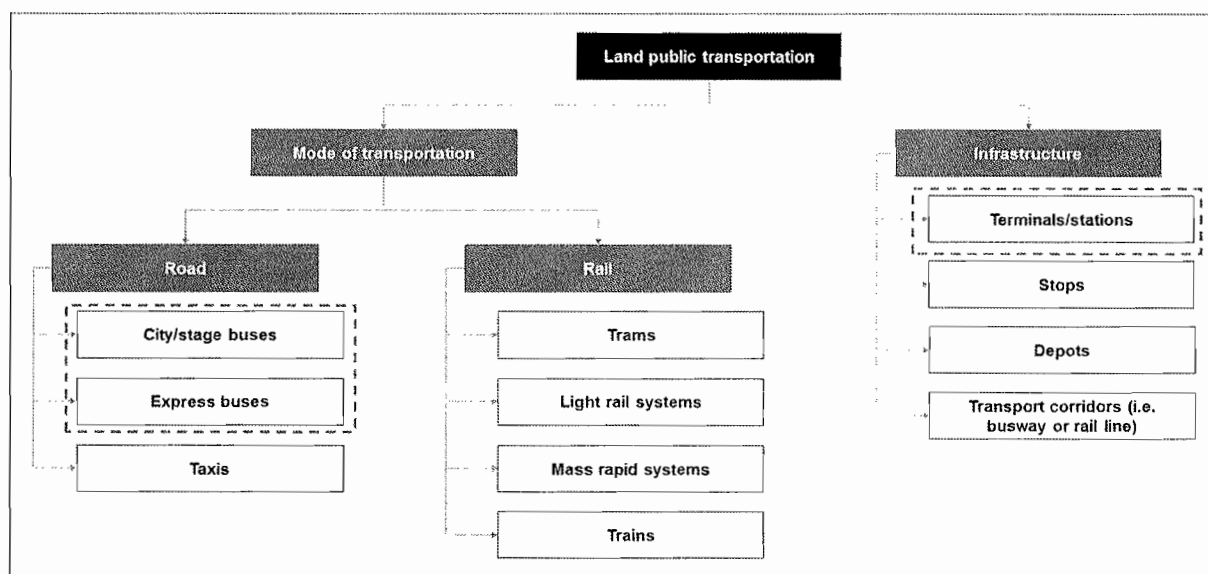 Land public transportation
Mode of transportation
Infrastructure
Road
City/stage buses
Express buses
Taxis
Rail
Trams
Light rail systems
Mass rapid systems
Trains
Terminals/stations
Stops
Depots
Transport corridors (i.e.
busway or rail line)